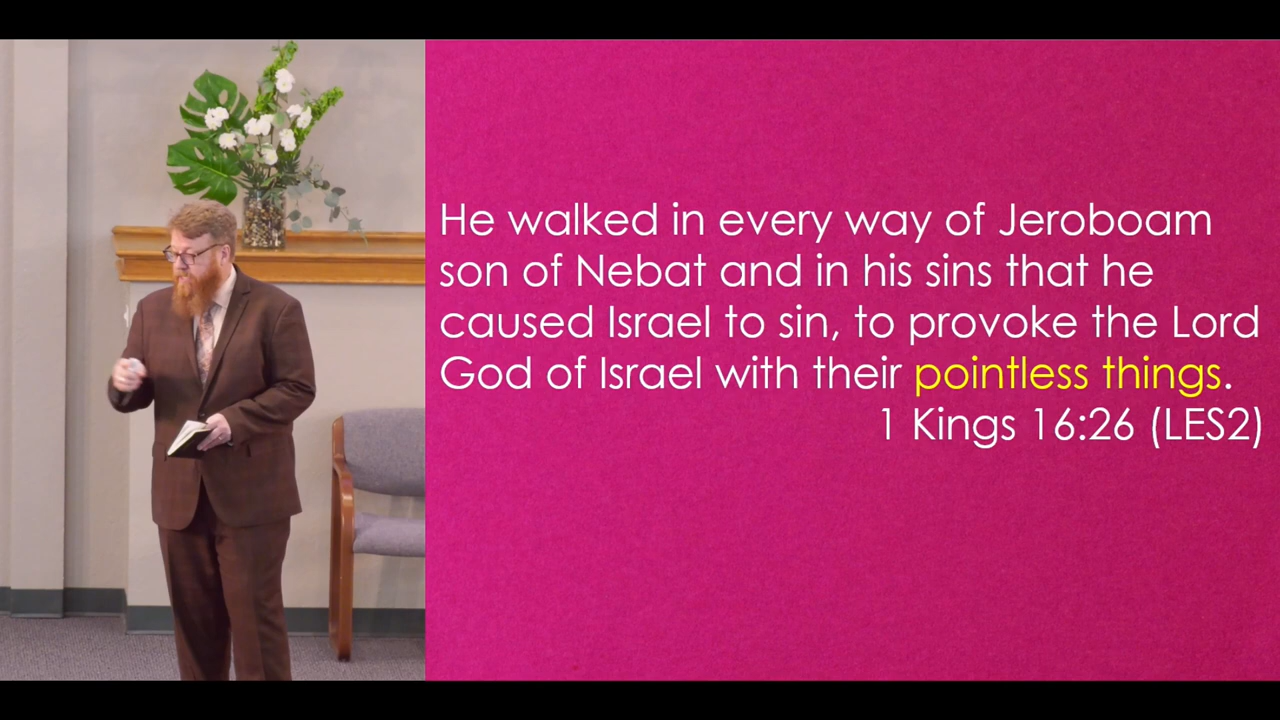 He walked in every way of Jeroboam
son of Nebat and in his sins that he
caused Israel to sin, to provoke the Lord
God of Israel with their pointless things.
1 Kings 16:26 (LES2)